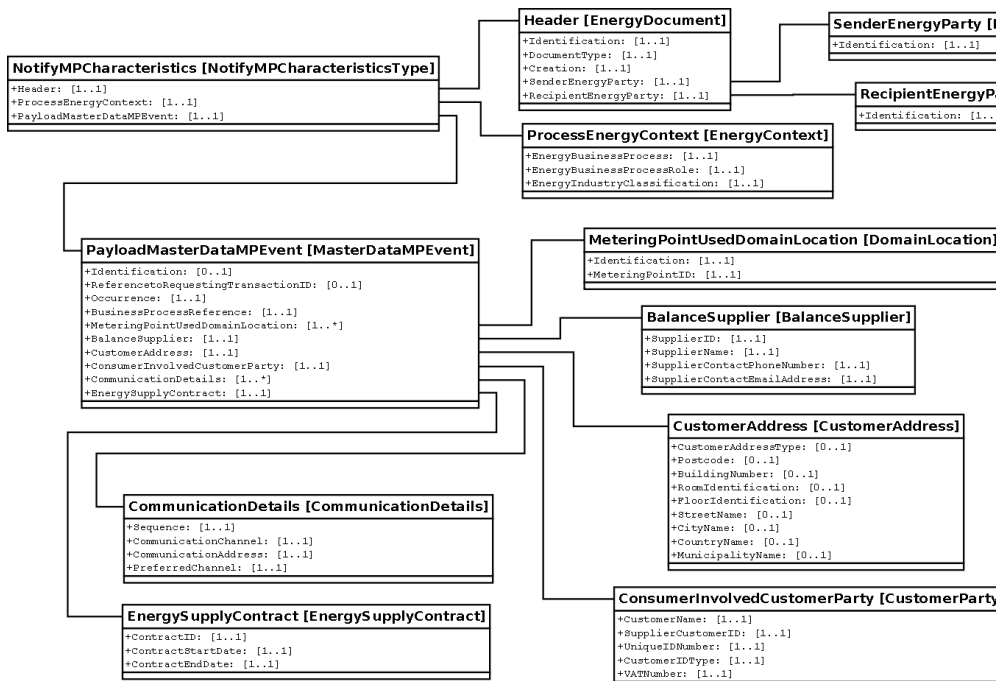 NotifyMPCharacteristics [NotifyMPCharacteristicsType]
+Header: [1..1]
+ProcessEnergyContext: [1..1]
+PayloadMasterDataMPEvent: [1..1]
Header [EnergyDocument]
+Identification: [1..1]
+DocumentType: [1..1]
+Creation: [1..1]
+SenderEnergyParty: [1..1]
+RecipientEnergyParty: [1..1]
SenderEnergyParty [
+Identification: [1..1]
RecipientEnergyPa
+Identification: [1..
ProcessEnergyContext [EnergyContext]
+EnergyBusinessProcess: [1..1]
+EnergyBusinessProcessRole: [1..1]
+EnergyIndustryClassification: [1..1]
PayloadMasterDataMPEvent [MasterDataMPEvent]
+Identification: [0..1]
+ReferencetoRequestingTransactionID: [0..1]
+Occurrence: [1..1]
+BusinessProcessReference: [1..1]
+MeteringPointUsedDomainLocation: [1..*]
+BalanceSupplier: [1..1]
+CustomerAddress: [1..1]
+ConsumerInvolvedCustomerParty: [1..1]
+CommunicationDetails: [1..*]
+EnergySupplyContract: [1..1]
MeteringPointUsedDomainLocation [DomainLocation]
+Identification: [1..1]
+MeteringPointID: [1..1]
BalanceSupplier [BalanceSupplier]
+SupplierID: [1..1]
+SupplierName: [1..1]
+SupplierContactPhoneNumber: [1..1]
+SupplierContactEmailAddress: [1..1]
CustomerAddress [CustomerAddress]
+CustomerAddressType: [0..1]
+Postcode: [0..1]
+BuildingNumber: [0..1]
+RoomIdentification: [0..1]
+FloorIdentification: [0..1]
+StreetName: [0..1]
+CityName: [0..1]
+CountryName: [0..1]
+MunicipalityName: [0..1]
CommunicationDetails [CommunicationDetails]
+Sequence: [1..1]
+CommunicationChannel: [1..1]
+CommunicationAddress: [1..1]
+PreferredChannel: [1..1]
EnergySupplyContract [EnergySupplyContract]
+ContractID: [1..1]
+ContractStartDate: [1..1]
+ContractEndDate: [1..1]
ConsumerInvolvedCustomerParty [CustomerParty
+CustomerName: [1..1]
+SupplierCustomerID: [1..1]
+UniqueIDNumber: [1..1]
+CustomerIDType: [1..1]
+VATNumber: [1..1]